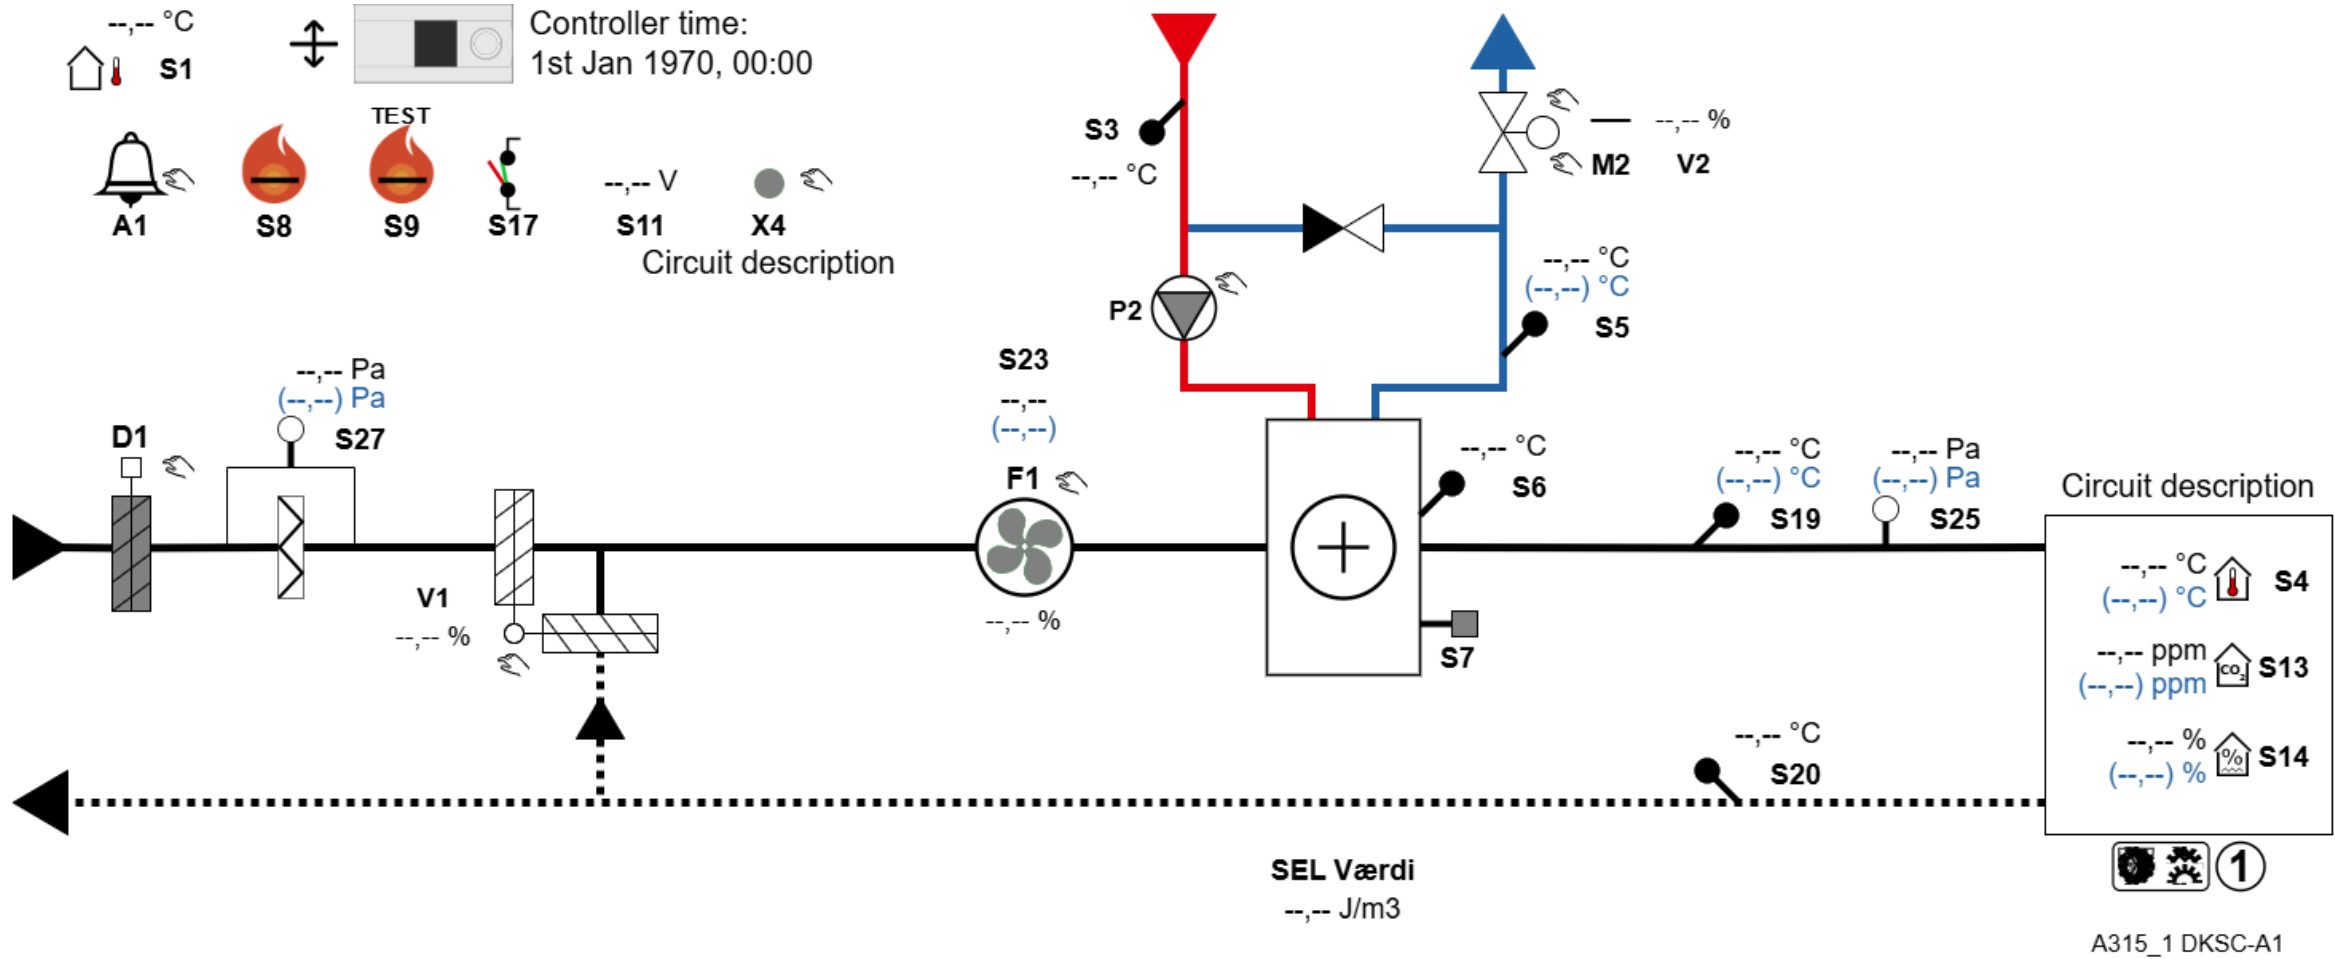 --,-- °C
S1
Controller time:
1st Jan 1970, 00:00
TEST
A1
S8
S9
S17
--,-- V
S11
X4
Circuit description
S3
--,-- °C
--,-- %
M2
V2
P2
--,-- °C
(--,--) °C
S5
--,-- Pa
(--,--) Pa
S27
D1
V1
--,-- %
S23
--,--
(--,--)
F1
--,-- %
--,-- °C
S6
S7
--,-- °C
(--,--) °C
S19
--,-- Pa
(--,--) Pa
S25
Circuit description
--,-- °C
(--,--) °C
S4
--,-- ppm
(--,--) ppm
CO2
S13
--,-- %
(--,--) %
%
S14
--,-- °C
S20
SEL Værdi
--,-- J/m3
1
A315_1 DKSC-A1